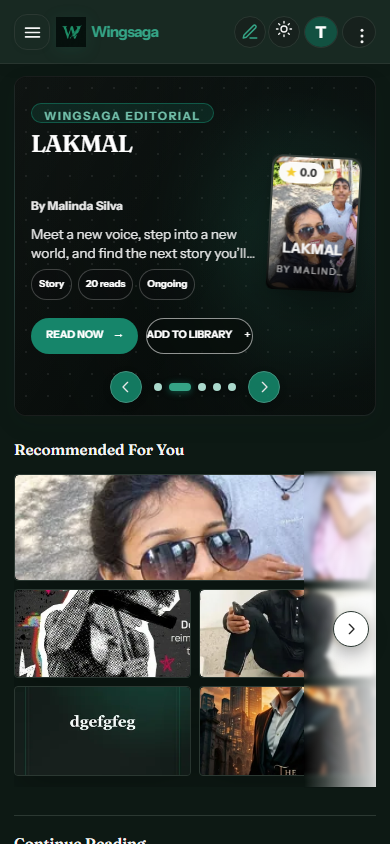 W Wingsaga
T
WINGSAGA EDITORIAL
LAKMAL
By Malinda Silva
Meet a new voice, step into a new
world, and find the next story you'll...
Story
20 reads
Ongoing
READ NOW →
ADD TO LIBRARY +
★ 0.0
LAKMAL
BY MALIND...
Recommended For You
reim
dgefgfeg
THE
Continue Reading